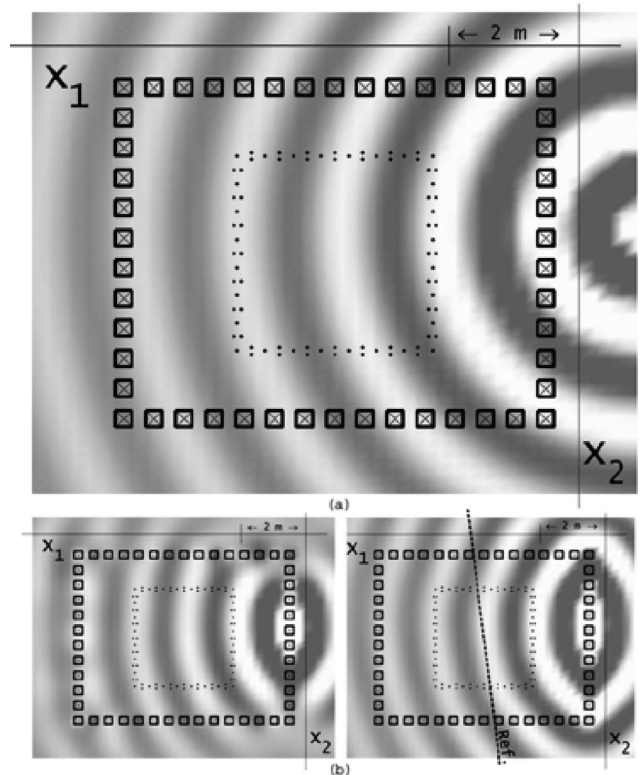 ← 2 m →
x1
x2
(a)
← 2 m →
← 2 m →
x1
x1
Ref.
x2
x2
(b)